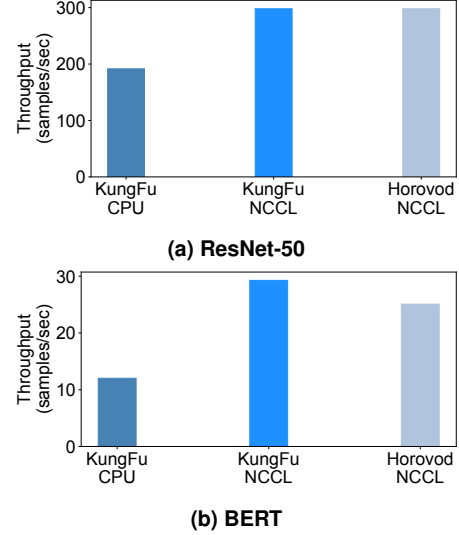 Throughput
(samples/sec)
300
200
100
0
KungFu
CPU
KungFu
NCCL
Horovod
NCCL
(a) ResNet-50
Throughput
(samples/sec)
30
20
10
0
KungFu
CPU
KungFu
NCCL
Horovod
NCCL
(b) BERT